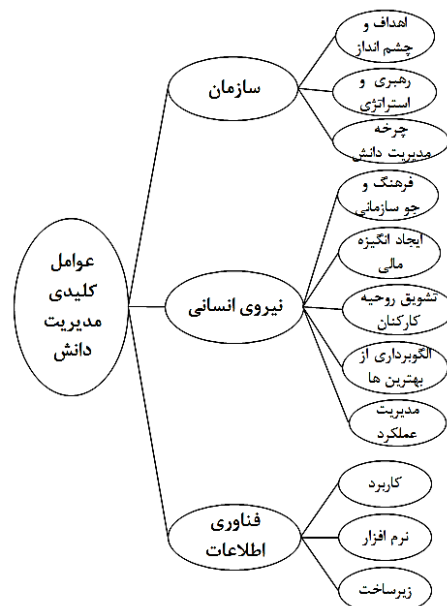 عوامل
کلیدی
مدیریت
دانش
سازمان
اهداف و
چشم انداز
رهبری و
استراتژی
چرخه
مدیریت دانش
نیروی انسانی
فرهنگ و
جو سازمانی
ایجاد انگیزه
مالی
تشویق روحیه
کارکنان
الگوبرداری از
بهترین ها
مدیریت
عملکرد
فناوری
اطلاعات
کاربرد
نرم افزار
زیرساخت